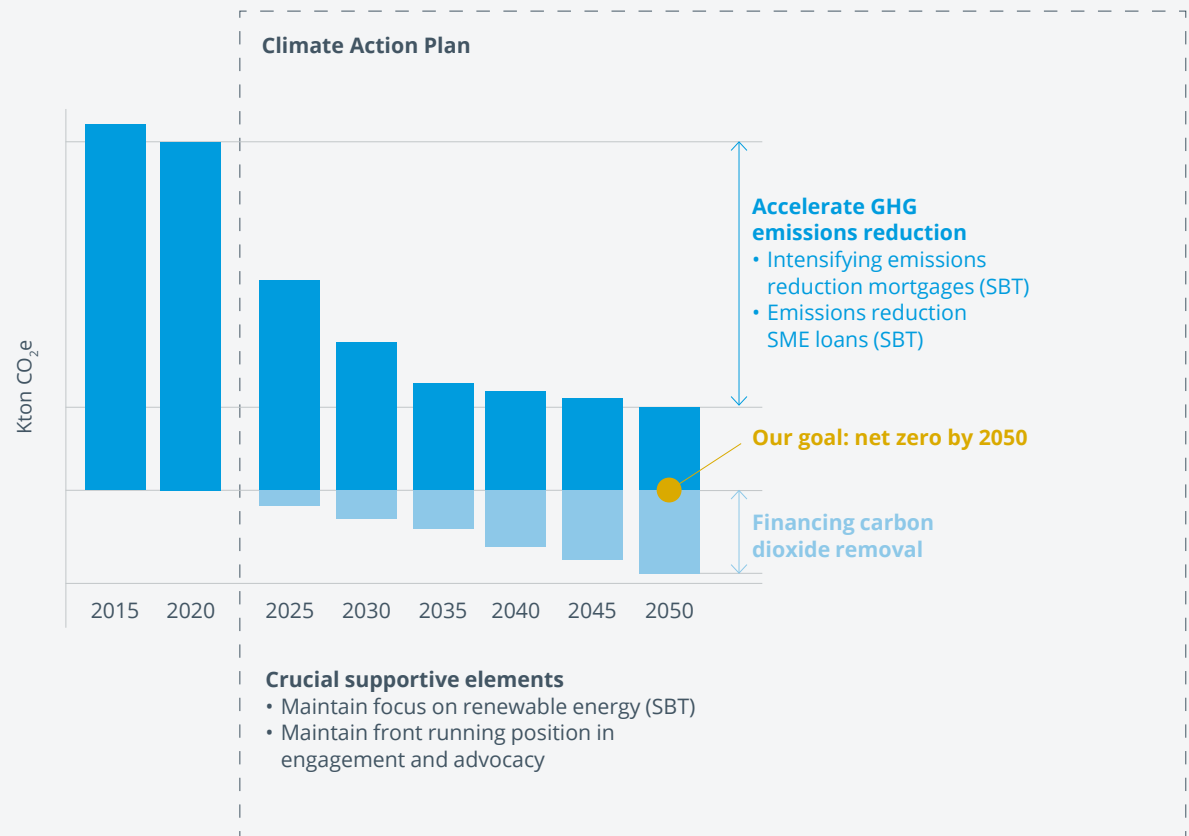 Climate Action Plan
Kton CO₂e
Accelerate GHG
emissions reduction
• Intensifying emissions
reduction mortgages (SBT)
• Emissions reduction
SME loans (SBT)
Our goal: net zero by 2050
Financing carbon
dioxide removal
2015 2020 2025 2030 2035 2040 2045 2050
Crucial supportive elements
• Maintain focus on renewable energy (SBT)
• Maintain front running position in
engagement and advocacy